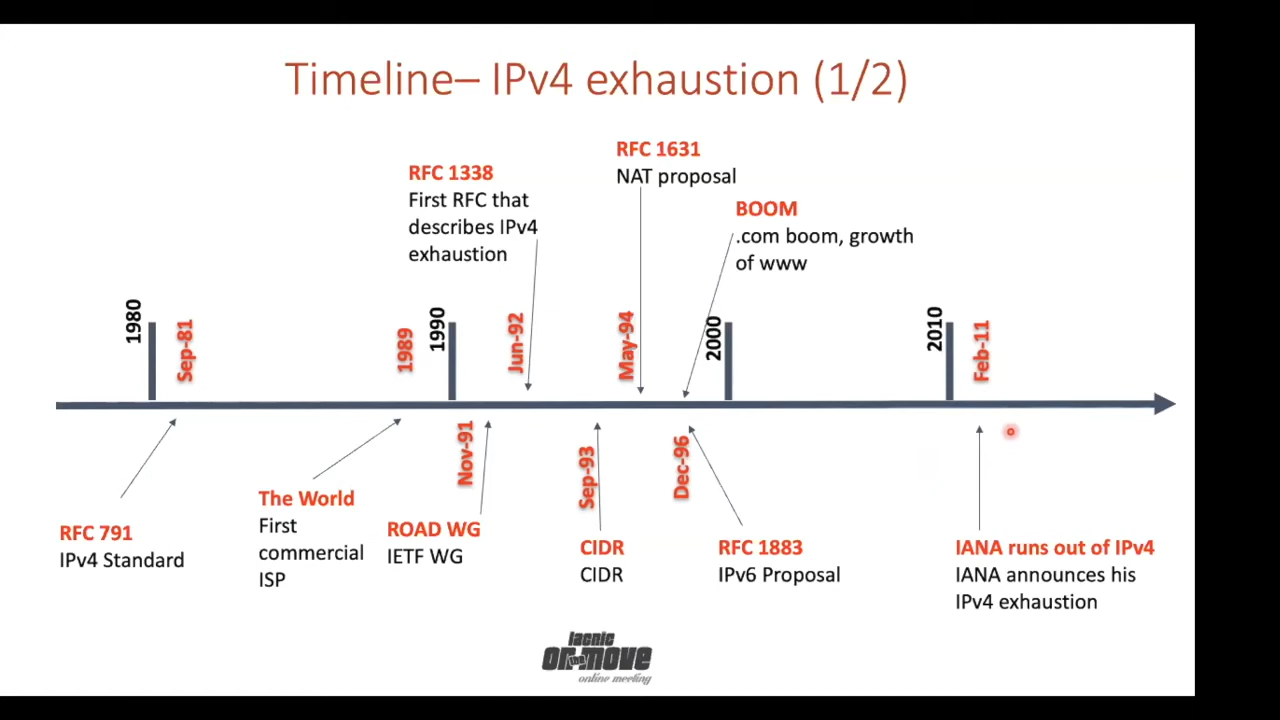 Timeline– IPv4 exhaustion (1/2)
RFC 1631
NAT proposal
RFC 1338
First RFC that
describes IPv4
exhaustion
BOOM
.com boom, growth
of www
1980
Sep-81
1989
1990
Jun-92
May-94
2000
2010
Feb-11
Nov-91
Sep-93
Dec-96
RFC 791
IPv4 Standard
The World
First
commercial
ISP
ROAD WG
IETF WG
CIDR
CIDR
RFC 1883
IPv6 Proposal
IANA runs out of IPv4
IANA announces his
IPv4 exhaustion
lacnic
on the move
online meeting